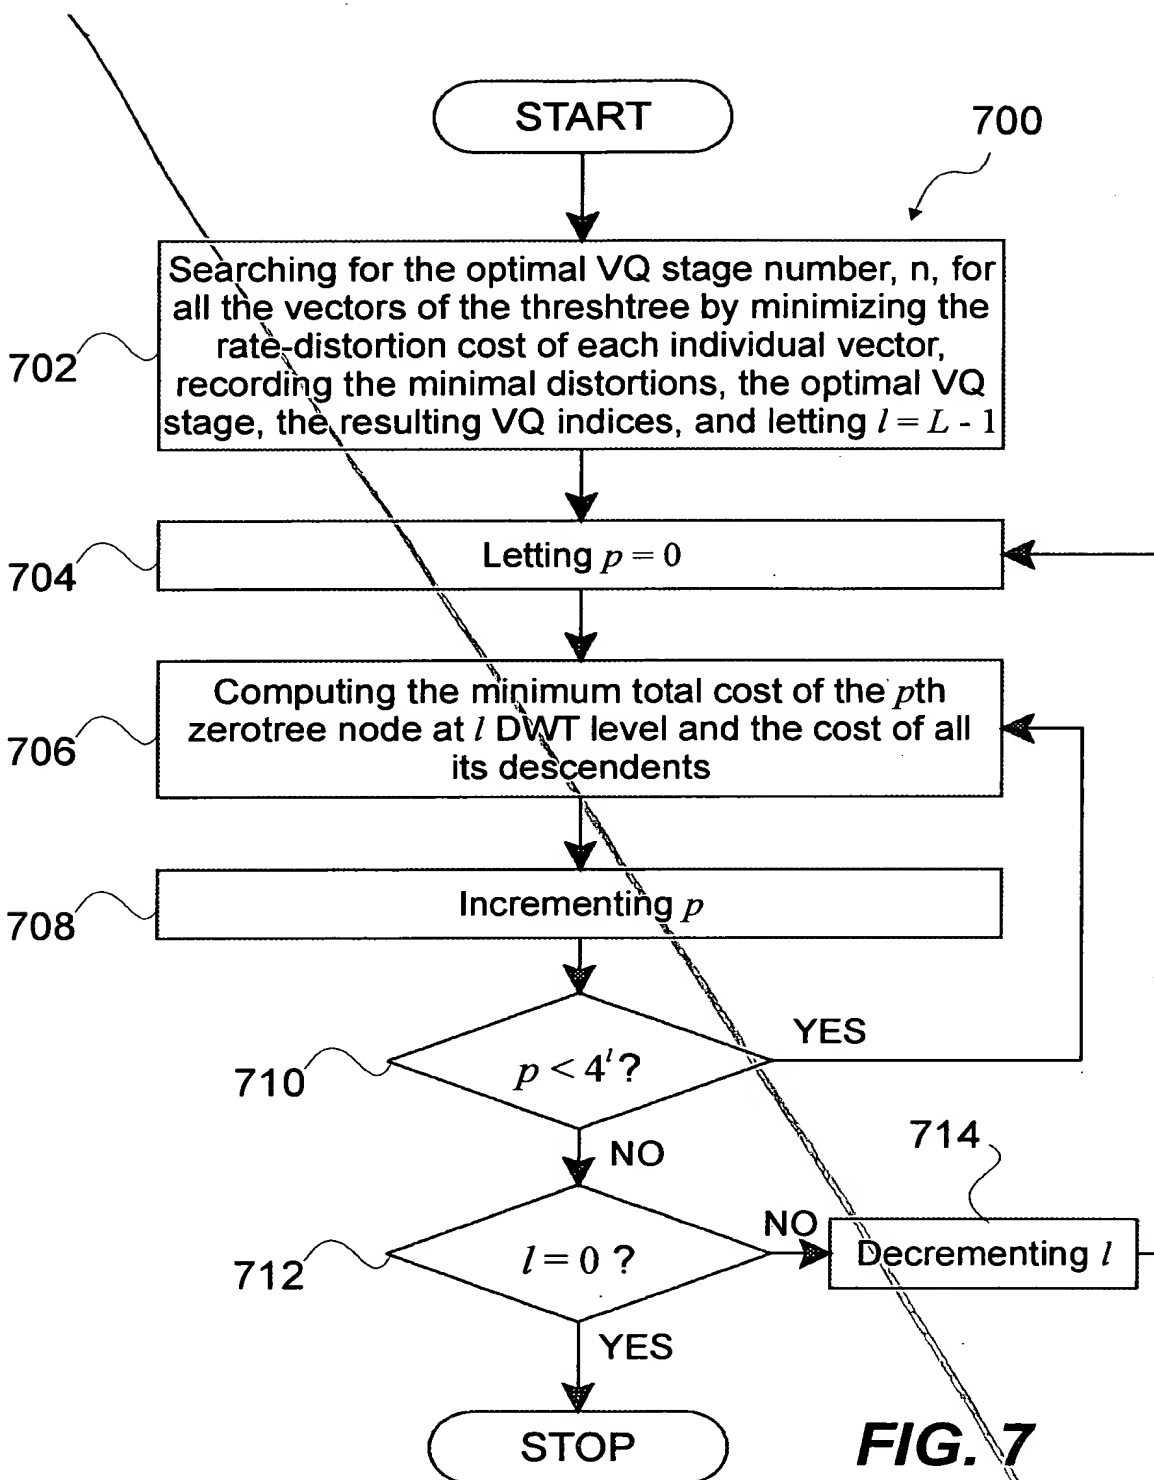 START
700
Searching for the optimal VQ stage number, n, for
all the vectors of the threshtree by minimizing the
rate-distortion cost of each individual vector,
recording the minimal distortions, the optimal VQ
stage, the resulting VQ indices, and letting l = L - 1
702
Letting p = 0
704
Computing the minimum total cost of the pth
zerotree node at l DWT level and the cost of all
its descendents
706
Incrementing p
708
p < 4^l ?
YES
710
NO
714
l = 0 ?
NO
Decrementing l
712
YES
STOP
FIG. 7